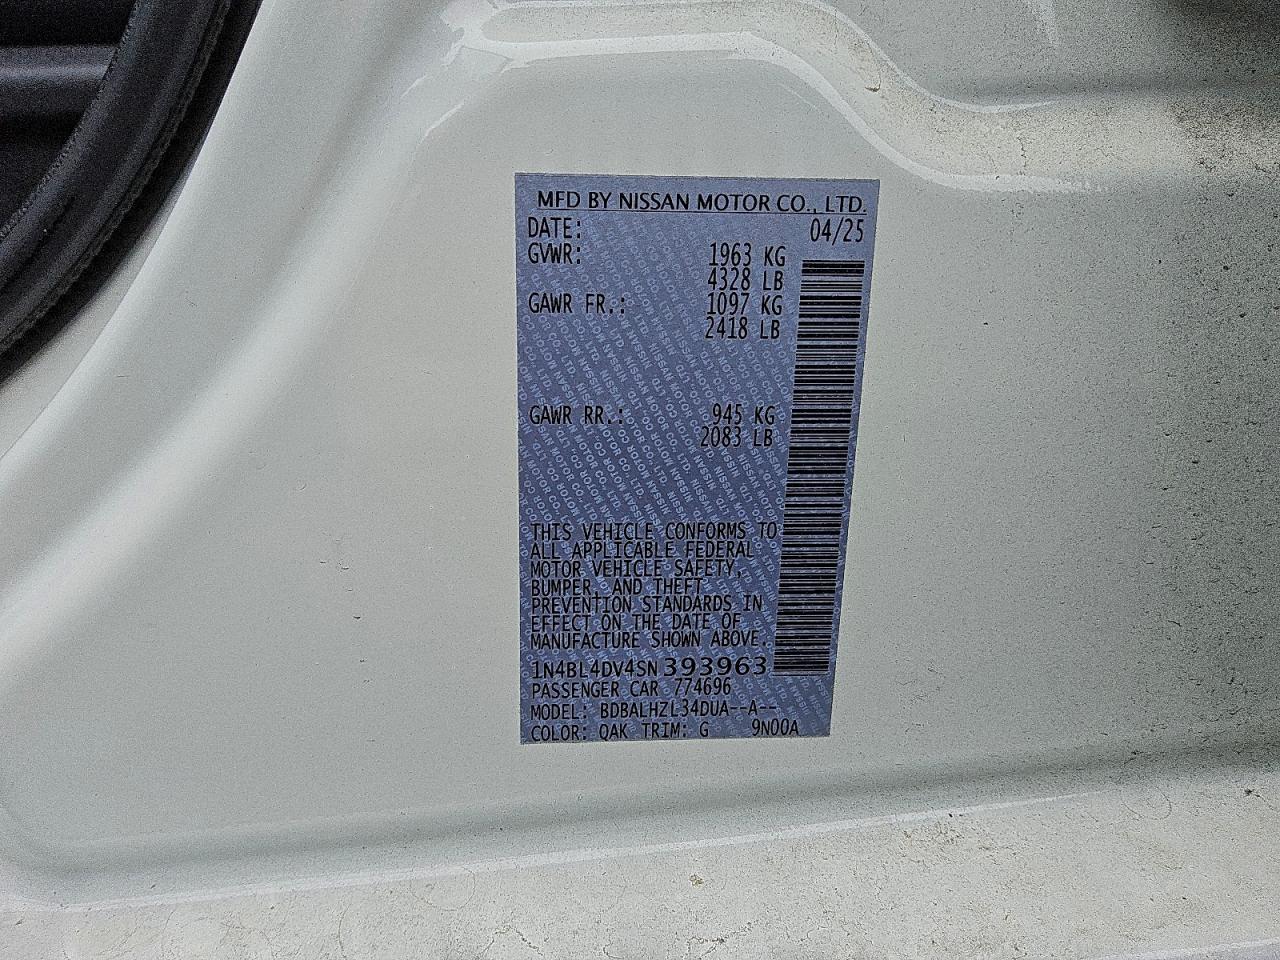 MFD BY NISSAN MOTOR CO., LTD.
DATE: 04/25
GVWR: 1963 KG
4328 LB
GAWR FR.: 1097 KG
2418 LB
GAWR RR.: 945 KG
2083 LB
THIS VEHICLE CONFORMS TO
ALL APPLICABLE FEDERAL
MOTOR VEHICLE SAFETY,
BUMPER, AND THEFT
PREVENTION STANDARDS IN
EFFECT ON THE DATE OF
MANUFACTURE SHOWN ABOVE.
1N4BL4DV4SN393963
PASSENGER CAR 774696
MODEL: BDBALHZL34DUA--A--
COLOR: QAK TRIM: G 9N00A